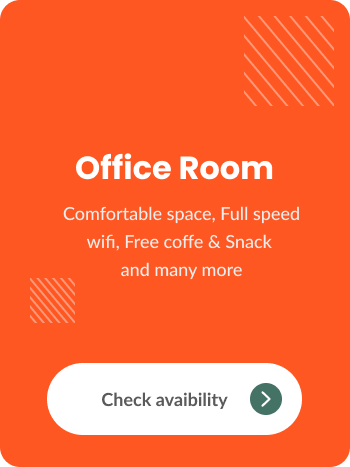 Office Room
Comfortable space, Full speed
wifi, Free coffe & Snack
and many more
Check avaibility